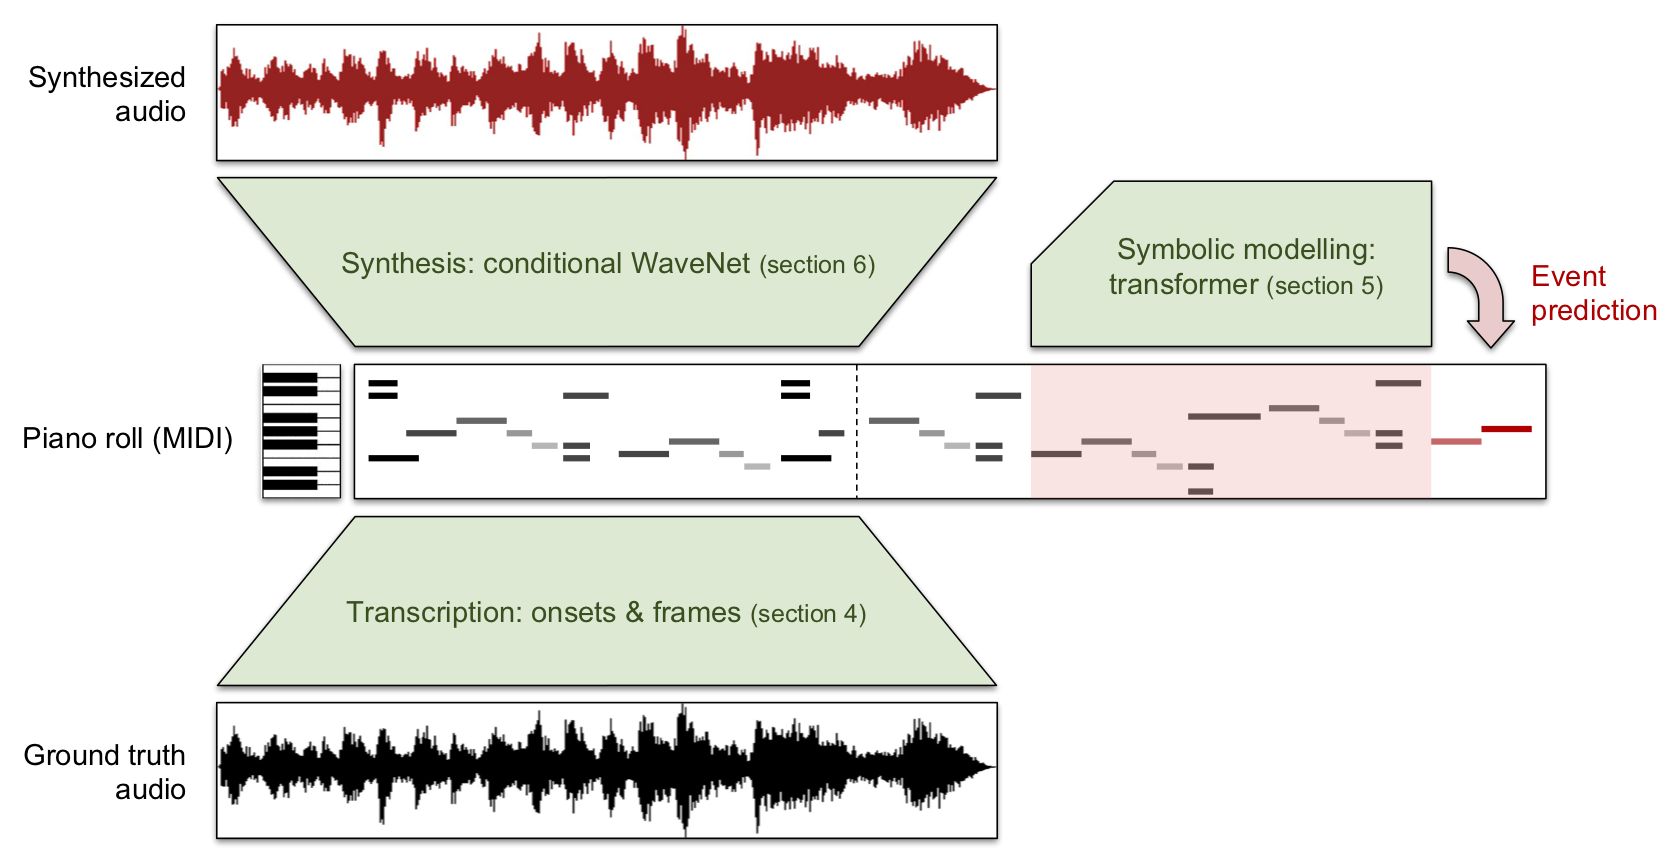 Synthesized
audio
Synthesis: conditional WaveNet (section 6)
Symbolic modelling:
transformer (section 5)
Event
prediction
Piano roll (MIDI)
Transcription: onsets & frames (section 4)
Ground truth
audio